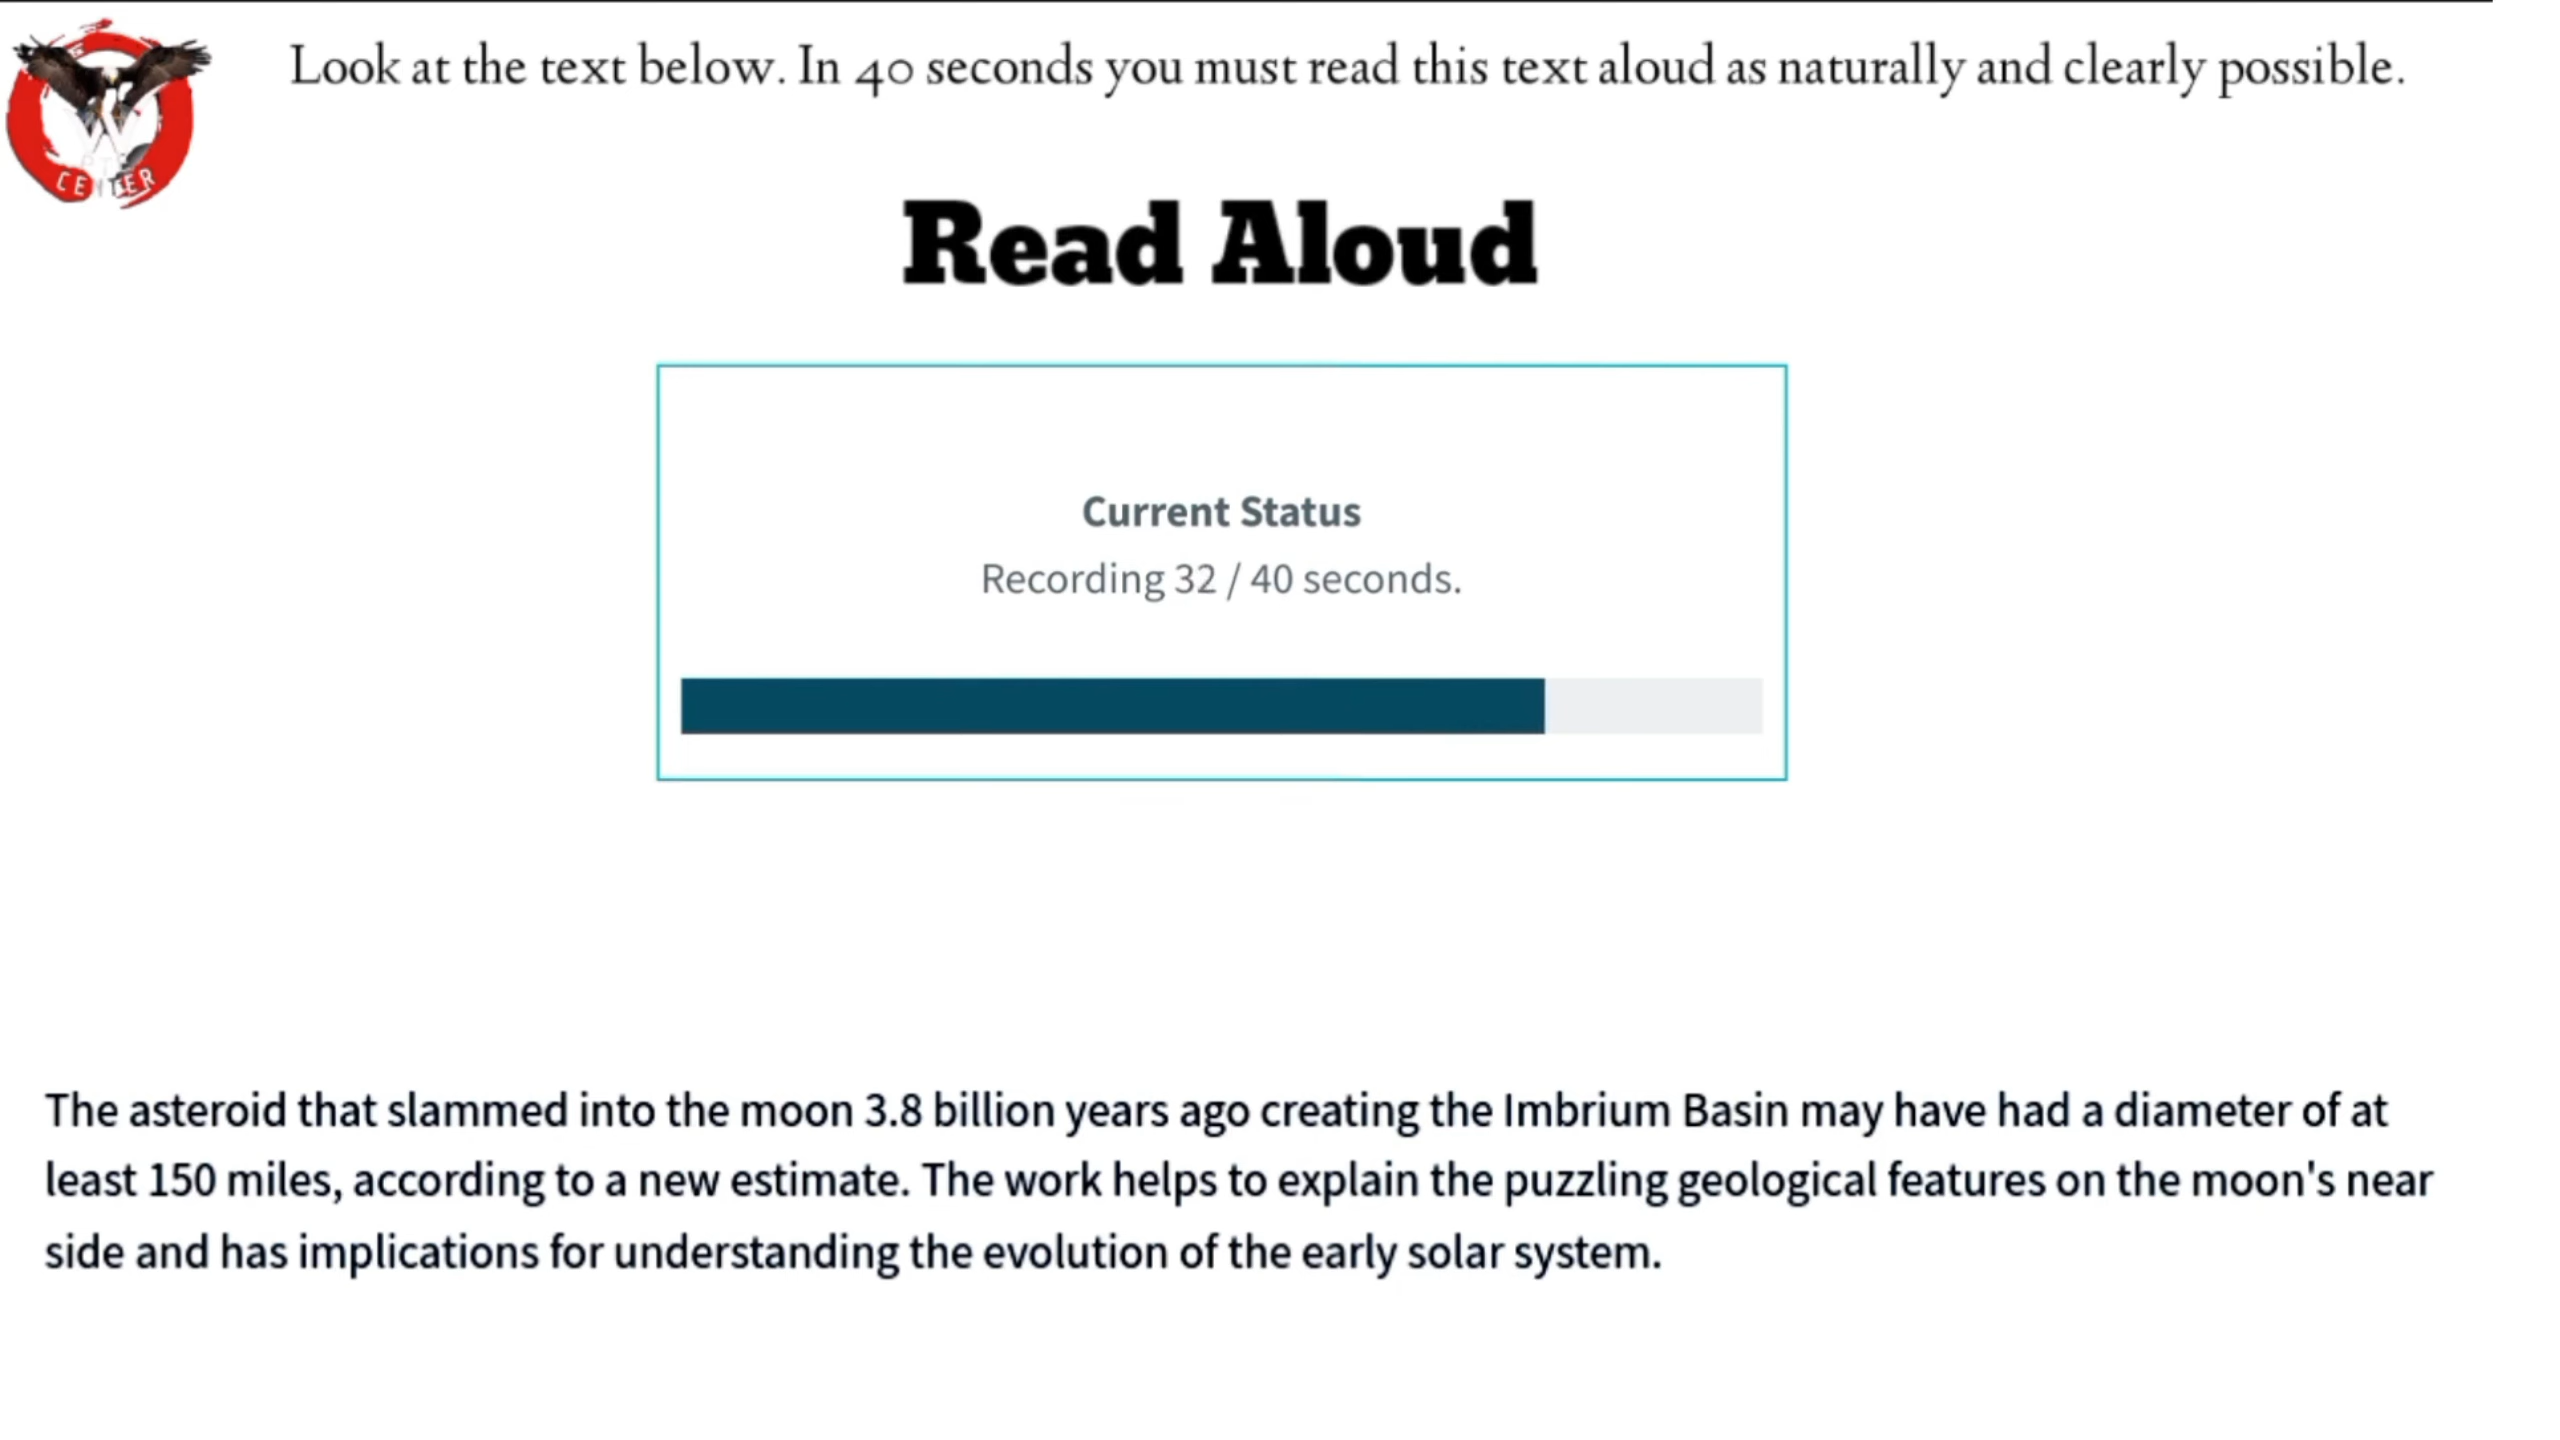 Look at the text below. In 40 seconds you must read this text aloud as naturally and clearly possible.
CENTER
Read Aloud
Current Status
Recording 32 / 40 seconds.
The asteroid that slammed into the moon 3.8 billion years ago creating the Imbrium Basin may have had a diameter of at
least 150 miles, according to a new estimate. The work helps to explain the puzzling geological features on the moon's near
side and has implications for understanding the evolution of the early solar system.